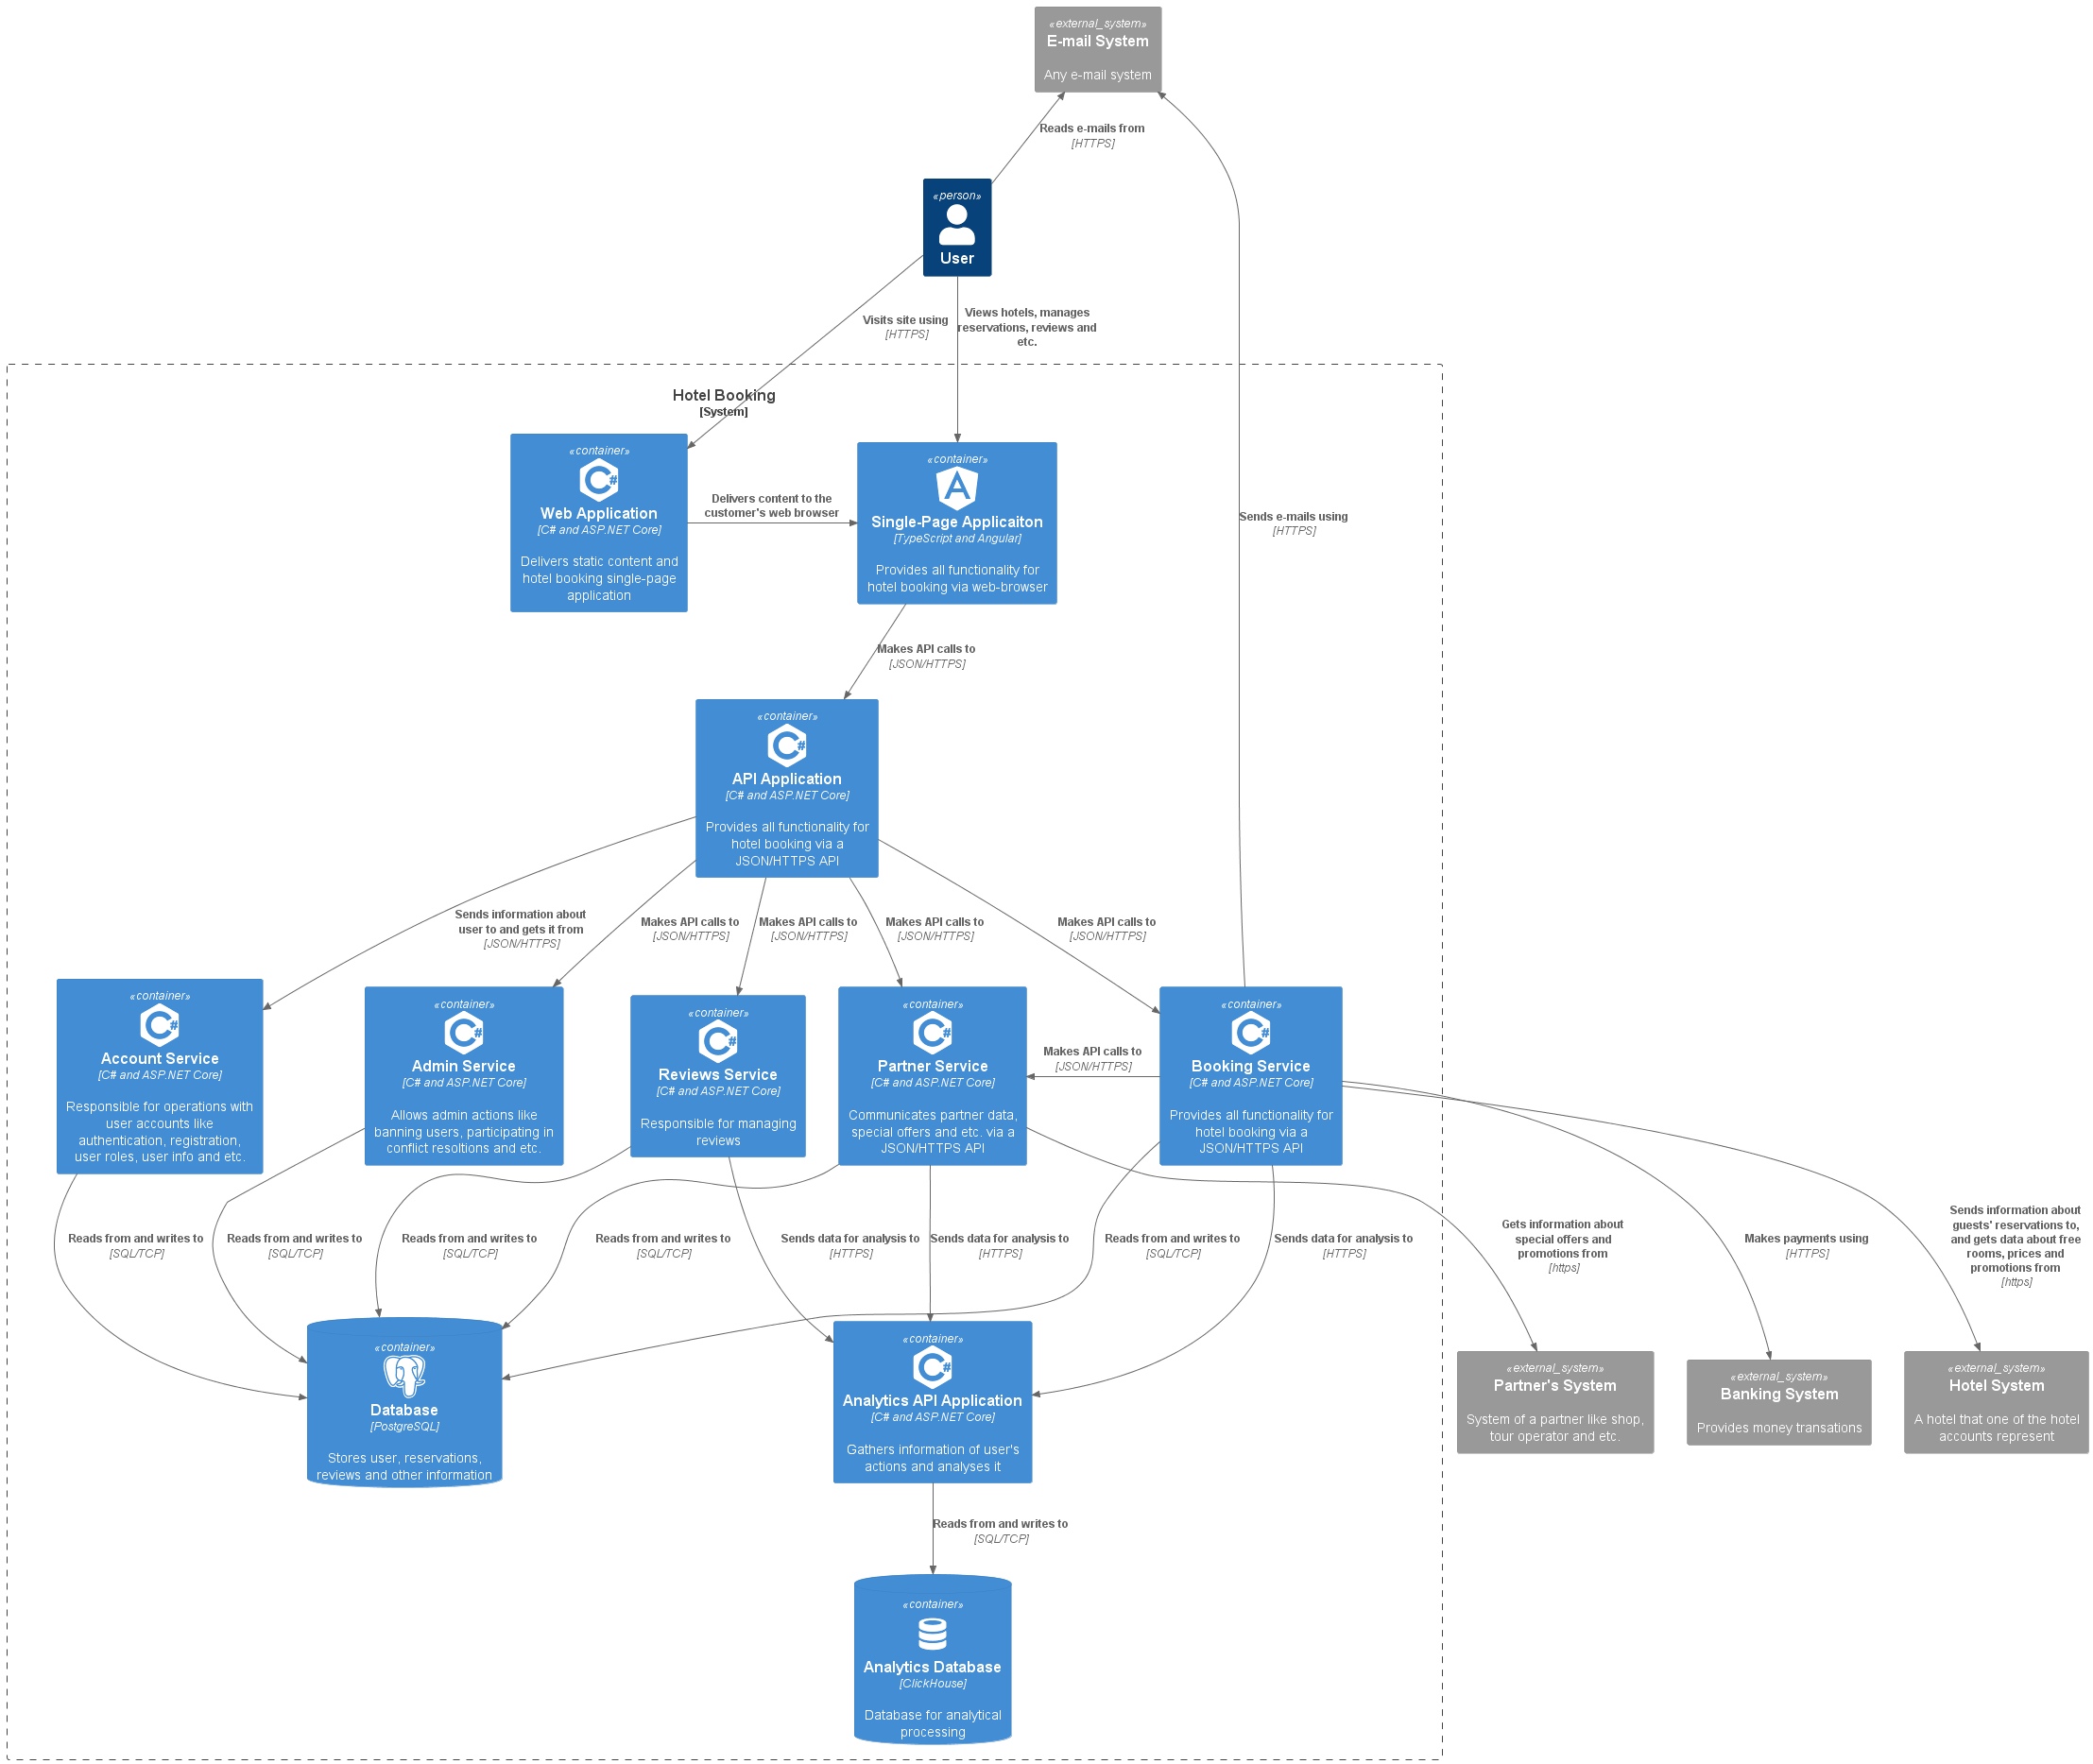 «external_system»
E-mail System
Any e-mail system
Reads e-mails from
[HTTPS]
«person»
User
Visits site using
[HTTPS]
Views hotels, manages
reservations, reviews and
etc.
Hotel Booking
[System]
«container»
Web Application
[C# and ASP.NET Core]
Delivers static content and
hotel booking single-page
application
Delivers content to the
customer's web browser
«container»
Single-Page Applicaiton
[TypeScript and Angular]
Provides all functionality for
hotel booking via web-browser
Sends e-mails using
[HTTPS]
Makes API calls to
[JSON/HTTPS]
«container»
API Application
[C# and ASP.NET Core]
Provides all functionality for
hotel booking via a
JSON/HTTPS API
Sends information about
user to and gets it from
[JSON/HTTPS]
Makes API calls to
[JSON/HTTPS]
Makes API calls to
[JSON/HTTPS]
Makes API calls to
[JSON/HTTPS]
Makes API calls to
[JSON/HTTPS]
«container»
Account Service
[C# and ASP.NET Core]
Responsible for operations with
user accounts like
authentication, registration,
user roles, user info and etc.
«container»
Admin Service
[C# and ASP.NET Core]
Allows admin actions like
banning users, participating in
conflict resoltions and etc.
«container»
Reviews Service
[C# and ASP.NET Core]
Responsible for managing
reviews
«container»
Partner Service
[C# and ASP.NET Core]
Communicates partner data,
special offers and etc. via a
JSON/HTTPS API
Makes API calls to
[JSON/HTTPS]
«container»
Booking Service
[C# and ASP.NET Core]
Provides all functionality for
hotel booking via a
JSON/HTTPS API
Reads from and writes to
[SQL/TCP]
Reads from and writes to
[SQL/TCP]
Reads from and writes to
[SQL/TCP]
Reads from and writes to
[SQL/TCP]
Sends data for analysis to
[HTTPS]
Sends data for analysis to
[HTTPS]
Reads from and writes to
[SQL/TCP]
Sends data for analysis to
[HTTPS]
Gets information about
special offers and
promotions from
[https]
Makes payments using
[HTTPS]
Sends information about
guests' reservations to,
and gets data about free
rooms, prices and
promotions from
[https]
«container»
Database
[PostgreSQL]
Stores user, reservations,
reviews and other information
«container»
Analytics API Application
[C# and ASP.NET Core]
Gathers information of user's
actions and analyses it
«external_system»
Partner's System
System of a partner like shop,
tour operator and etc.
«external_system»
Banking System
Provides money transations
«external_system»
Hotel System
A hotel that one of the hotel
accounts represent
Reads from and writes to
[SQL/TCP]
«container»
Analytics Database
[ClickHouse]
Database for analytical
processing